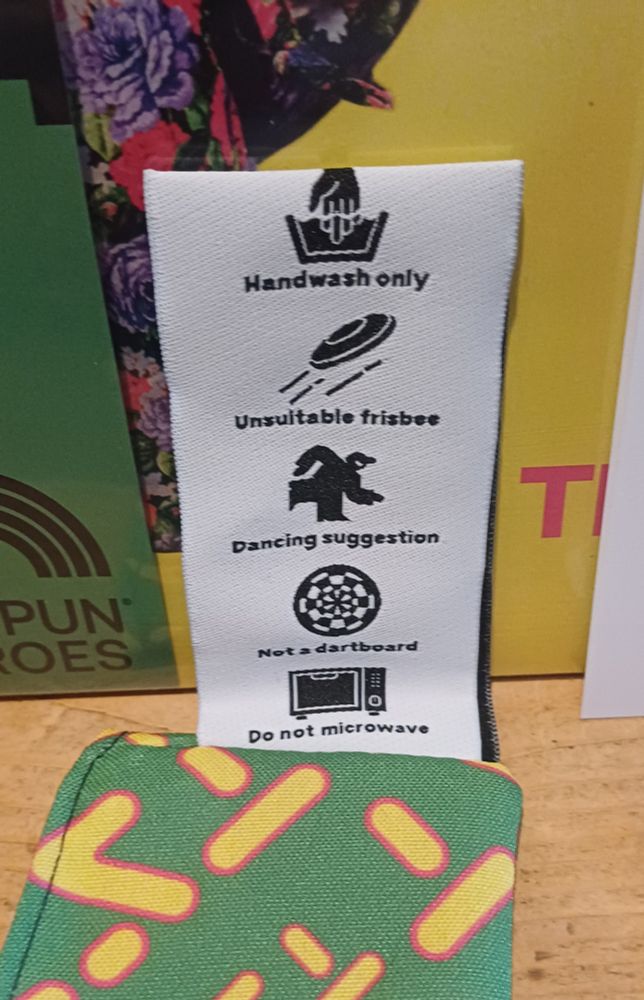 Handwash only
Unsuitable frisbee
Dancing suggestion
Not a dartboard
Do not microwave
PUN
ROES